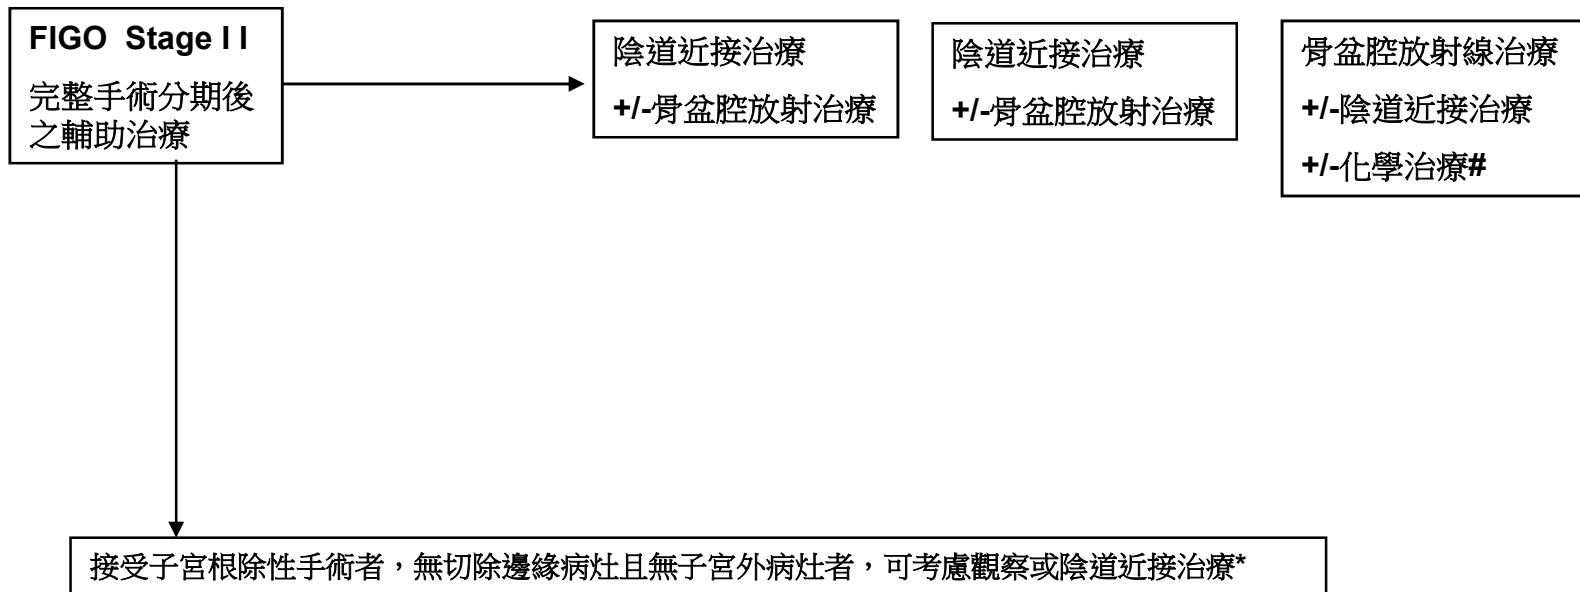 FIGO Stage I I
完整手術分期後
之輔助治療
陰道近接治療
+/-骨盆腔放射治療
陰道近接治療
+/-骨盆腔放射治療
骨盆腔放射線治療
+/-陰道近接治療
+/-化學治療#
接受子宮根除性手術者，無切除邊緣病灶且無子宮外病灶者，可考慮觀察或陰道近接治療*